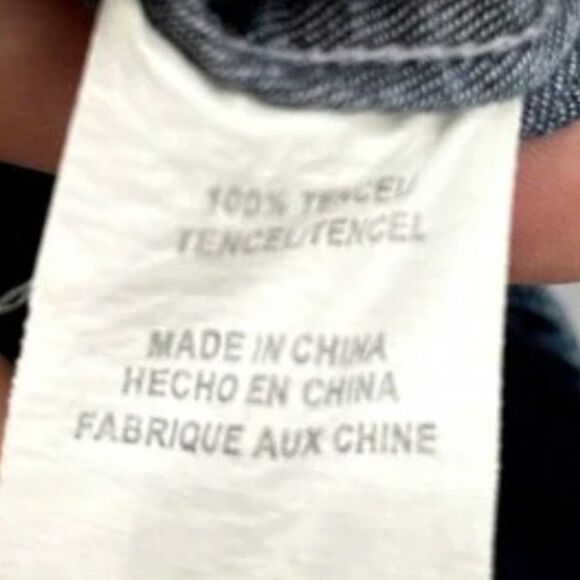 100% TENCEL/
TENCEL/TENCEL
MADE IN CHINA
HECHO EN CHINA
FABRIQUE AUX CHINE